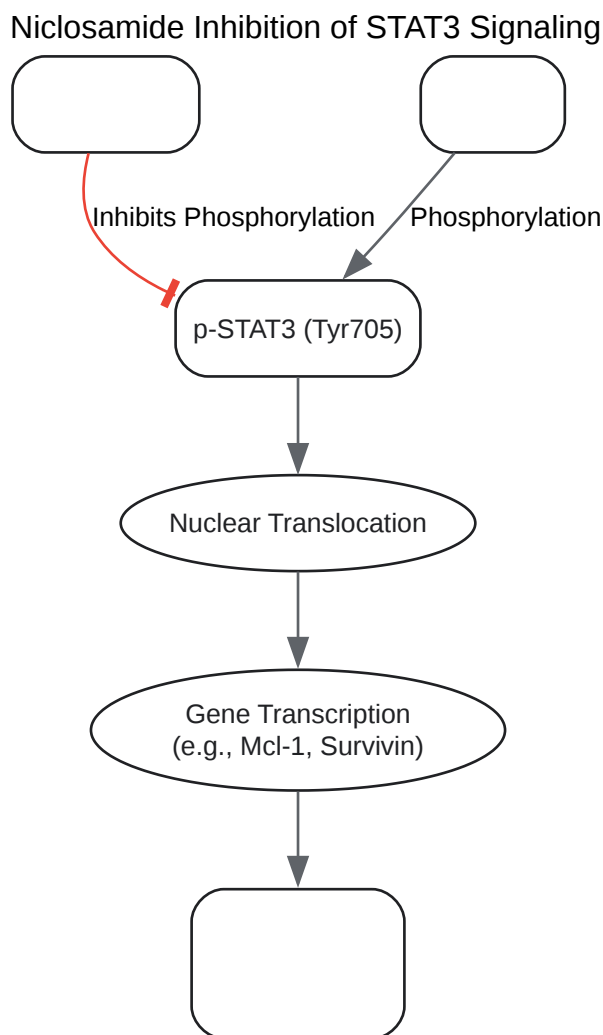 Niclosamide Inhibition of STAT3 Signaling
Inhibits Phosphorylation
Phosphorylation
p-STAT3 (Tyr705)
Nuclear Translocation
Gene Transcription
(e.g., Mcl-1, Survivin)